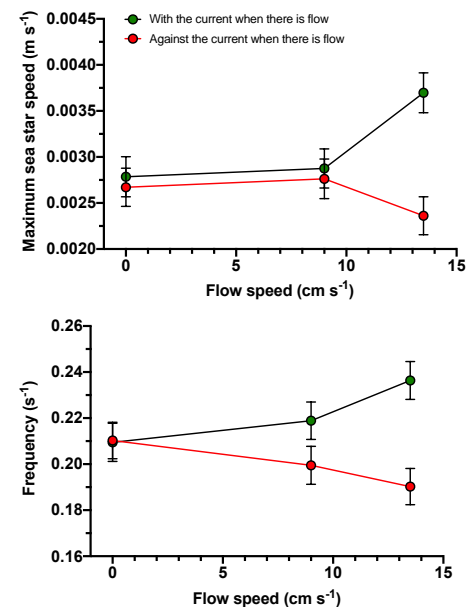 With the current when there is flow
Against the current when there is flow
Maximum sea star speed (m s⁻¹)
0.0045
0.0040
0.0035
0.0030
0.0025
0.0020
0 5 10 15
Flow speed (cm s⁻¹)
Frequency (s⁻¹)
0.26
0.24
0.22
0.20
0.18
0.16
0 5 10 15
Flow speed (cm s⁻¹)